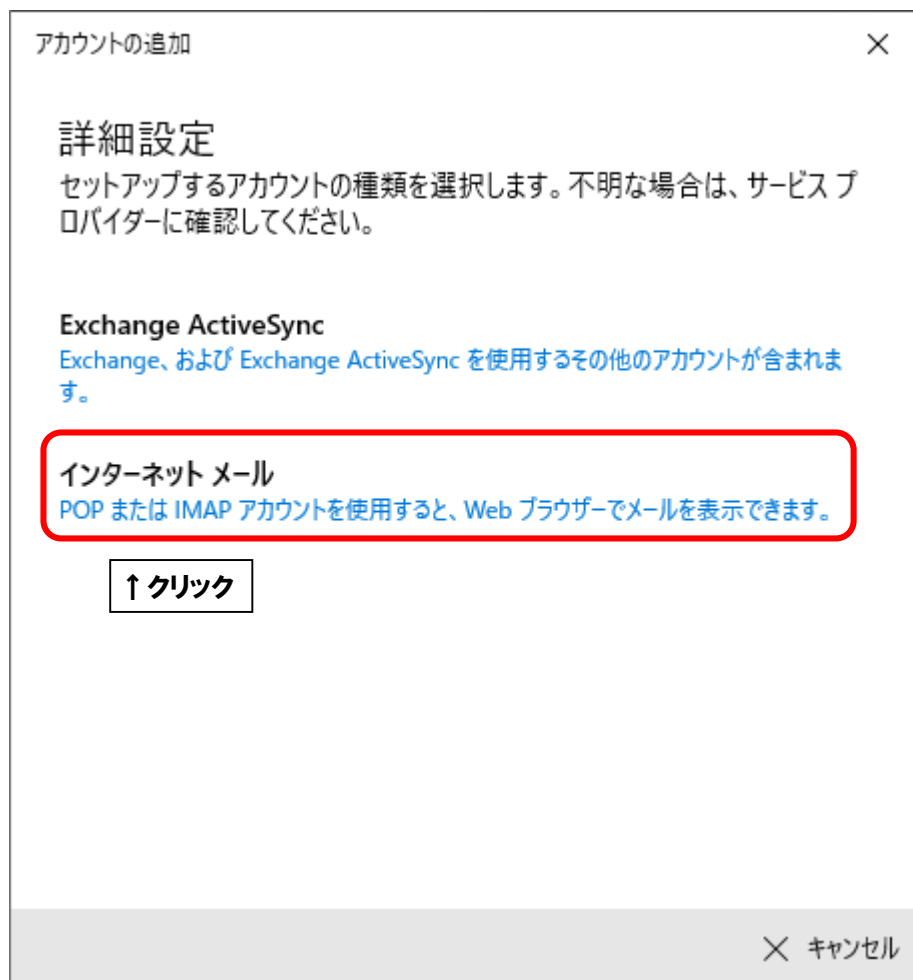 アカウントの追加
詳細設定
セットアップするアカウントの種類を選択します。不明な場合は、サービス プ
ロバイダーに確認してください。
Exchange ActiveSync
Exchange、および Exchange ActiveSync を使用するその他のアカウントが含まれま
す。
インターネット メール
POP または IMAP アカウントを使用すると、Web ブラウザーでメールを表示できます。
↑クリック
キャンセル